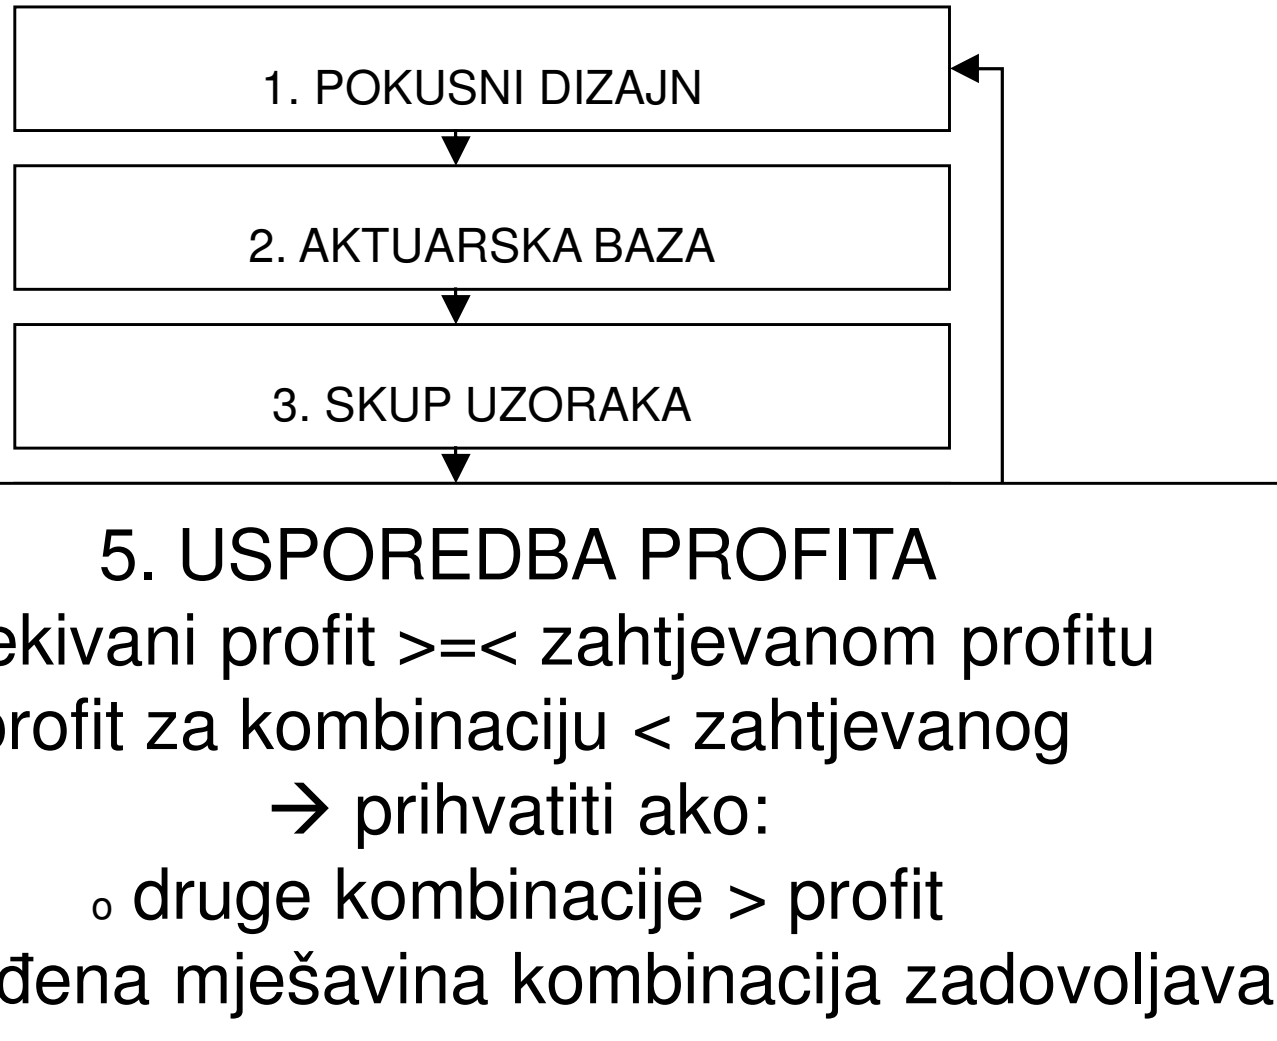 1. POKUSNI DIZAJN
2. AKTUARSKA BAZA
3. SKUP UZORAKA
5. USPOREDBA PROFITA
ekivani profit >=< zahtjevanom profitu
profit za kombinaciju < zahtjevanog
→ prihvatiti ako:
o druge kombinacije > profit
đena mješavina kombinacija zadovoljava